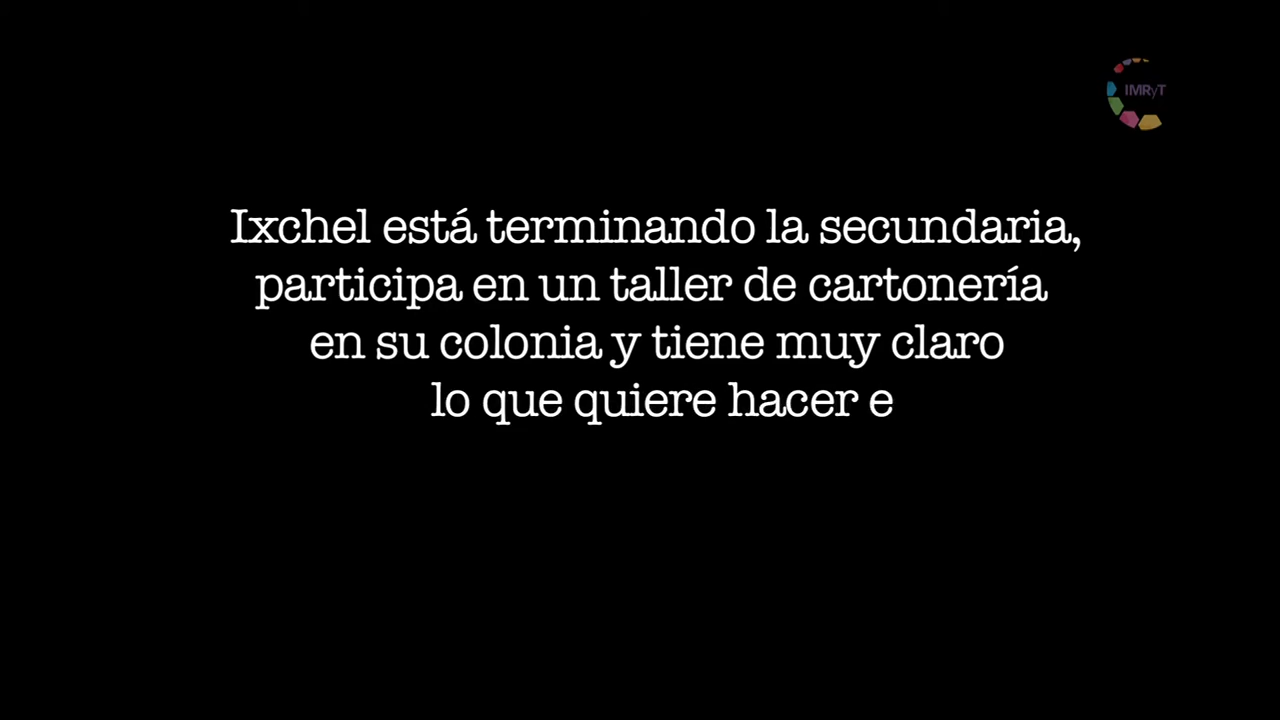 IMRyT
Ixchel está terminando la secundaria,
participa en un taller de cartonería
en su colonia y tiene muy claro
lo que quiere hacer e